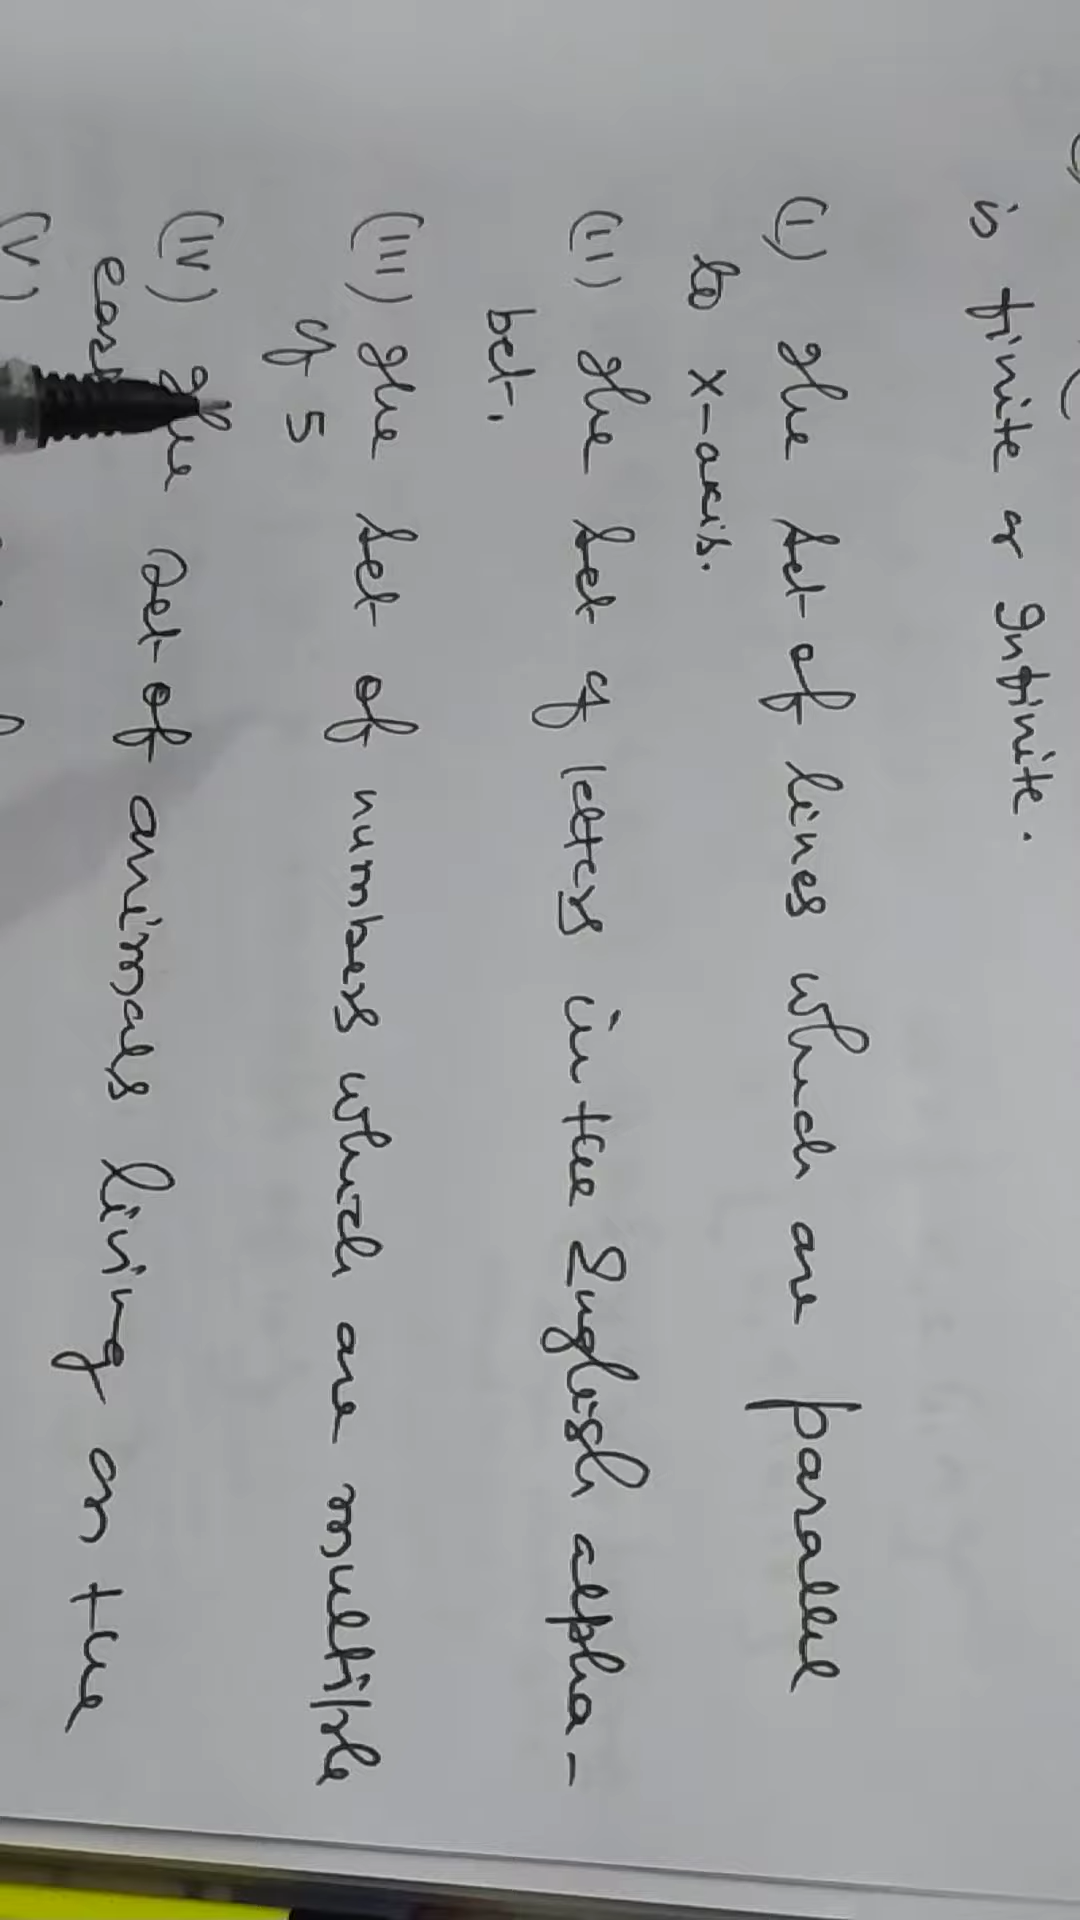 is finite or Infinite.
(I) The set of lines which are parallel
to x-axis.
(II) The set of letters in the English alpha-
bet.
(III) The set of numbers which are multiple
of 5
(IV) The set of animals living on the
(V)